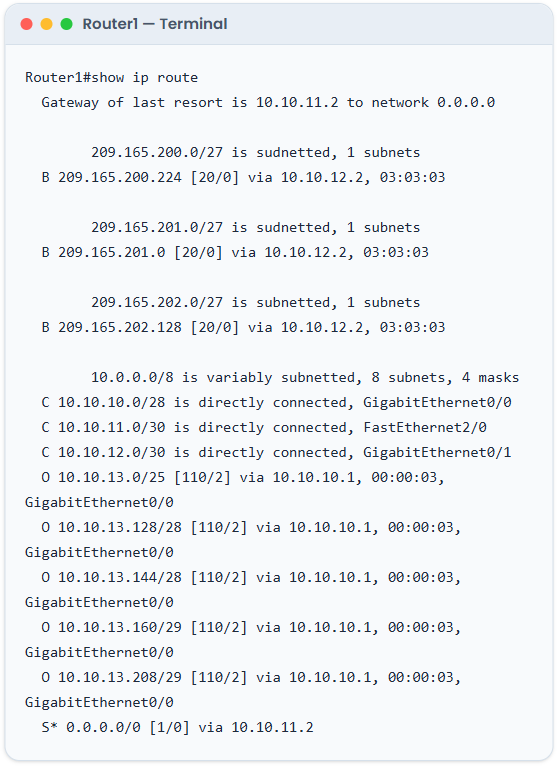 Router1 — Terminal
Router1#show ip route
Gateway of last resort is 10.10.11.2 to network 0.0.0.0
209.165.200.0/27 is sudnetted, 1 subnets
B 209.165.200.224 [20/0] via 10.10.12.2, 03:03:03
209.165.201.0/27 is sudnetted, 1 subnets
B 209.165.201.0 [20/0] via 10.10.12.2, 03:03:03
209.165.202.0/27 is subnetted, 1 subnets
B 209.165.202.128 [20/0] via 10.10.12.2, 03:03:03
10.0.0.0/8 is variably subnetted, 8 subnets, 4 masks
C 10.10.10.0/28 is directly connected, GigabitEthernet0/0
C 10.10.11.0/30 is directly connected, FastEthernet2/0
C 10.10.12.0/30 is directly connected, GigabitEthernet0/1
O 10.10.13.0/25 [110/2] via 10.10.10.1, 00:00:03,
GigabitEthernet0/0
O 10.10.13.128/28 [110/2] via 10.10.10.1, 00:00:03,
GigabitEthernet0/0
O 10.10.13.144/28 [110/2] via 10.10.10.1, 00:00:03,
GigabitEthernet0/0
O 10.10.13.160/29 [110/2] via 10.10.10.1, 00:00:03,
GigabitEthernet0/0
O 10.10.13.208/29 [110/2] via 10.10.10.1, 00:00:03,
GigabitEthernet0/0
S* 0.0.0.0/0 [1/0] via 10.10.11.2